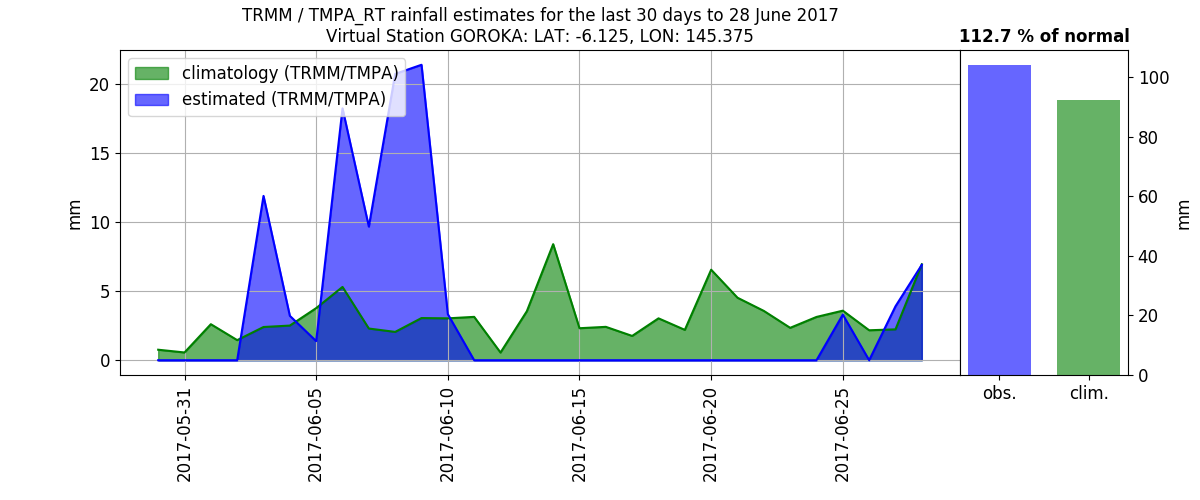 TRMM / TMPA_RT rainfall estimates for the last 30 days to 28 June 2017
Virtual Station GOROKA: LAT: -6.125, LON: 145.375
112.7 % of normal
climatology (TRMM/TMPA)
estimated (TRMM/TMPA)
mm
20
15
10
5
0
2017-05-31
2017-06-05
2017-06-10
2017-06-15
2017-06-20
2017-06-25
100
80
60
40
20
0
mm
obs.
clim.